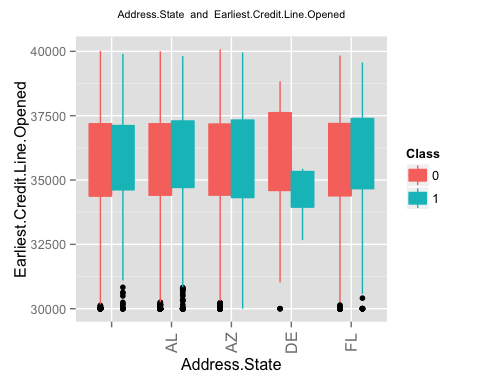 Address.State and Earliest.Credit.Line.Opened
40000
37500
35000
32500
30000
Earliest.Credit.Line.Opened
AL
AZ
DE
FL
Address.State
Class
0
1